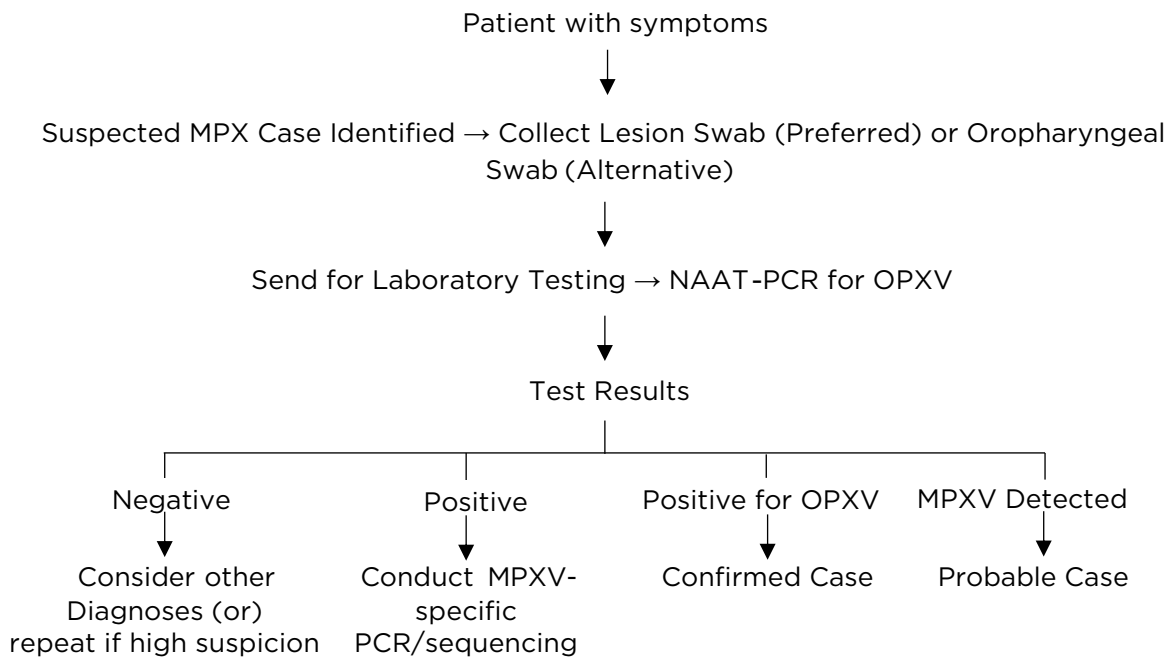 Patient with symptoms
Suspected MPX Case Identified → Collect Lesion Swab (Preferred) or Oropharyngeal
Swab (Alternative)
Send for Laboratory Testing → NAAT-PCR for OPXV
Test Results
Negative
Positive
Positive for OPXV
MPXV Detected
Consider other
Diagnoses (or)
repeat if high suspicion
Conduct MPXV-
specific
PCR/sequencing
Confirmed Case
Probable Case